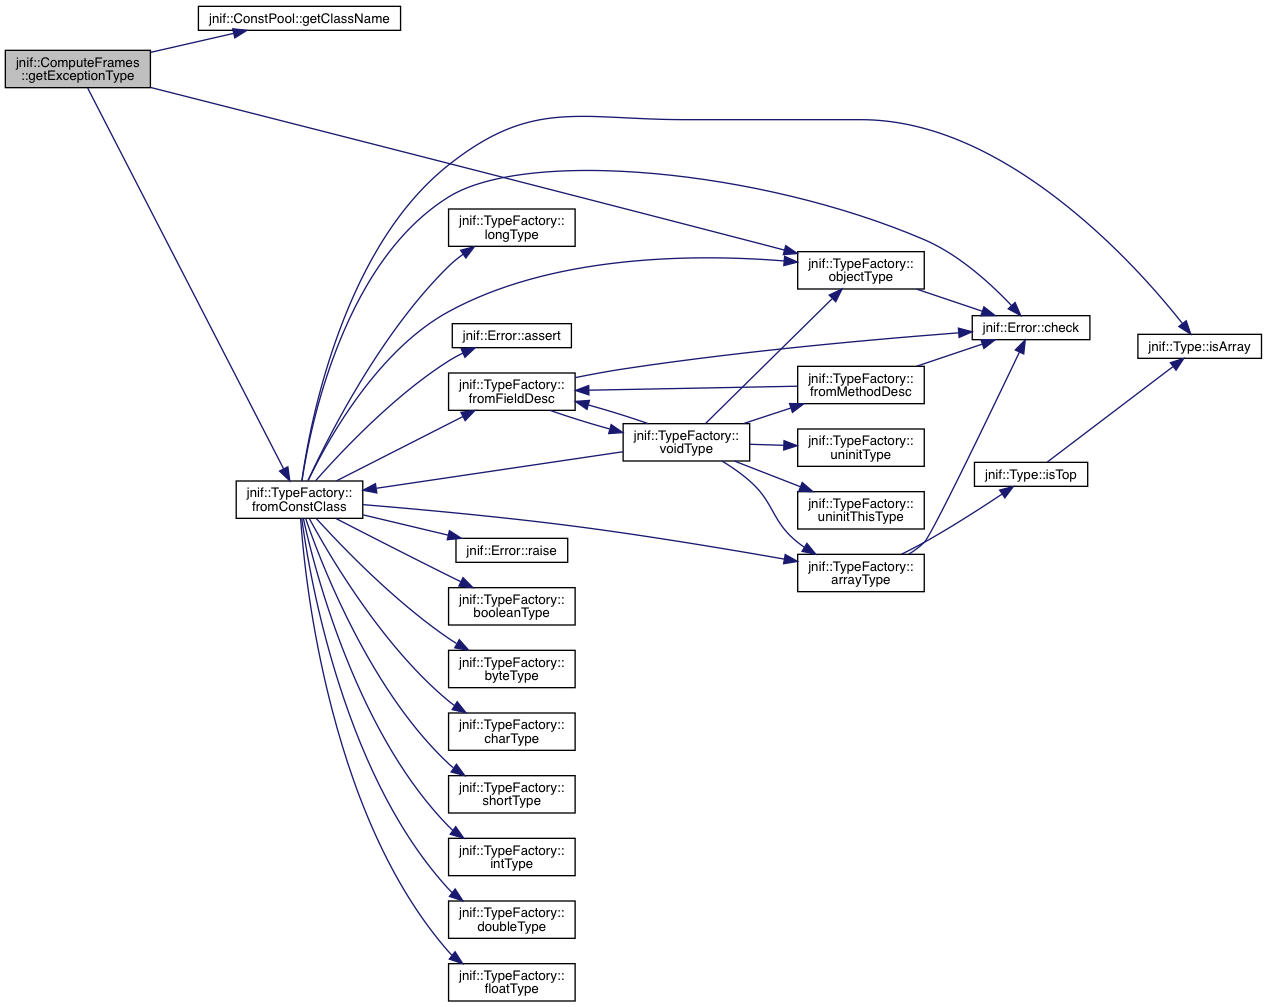 jnif::ConstPool::getClassName
jnif::ComputeFrames
::getExceptionType
jnif::TypeFactory::
longType
jnif::TypeFactory::
objectType
jnif::Error::check
jnif::Error::assert
jnif::Type::isArray
jnif::TypeFactory::
fromFieldDesc
jnif::TypeFactory::
fromMethodDesc
jnif::TypeFactory::
voidType
jnif::TypeFactory::
uninitType
jnif::Type::isTop
jnif::TypeFactory::
fromConstClass
jnif::TypeFactory::
uninitThisType
jnif::Error::raise
jnif::TypeFactory::
arrayType
jnif::TypeFactory::
booleanType
jnif::TypeFactory::
byteType
jnif::TypeFactory::
charType
jnif::TypeFactory::
shortType
jnif::TypeFactory::
intType
jnif::TypeFactory::
doubleType
jnif::TypeFactory::
floatType